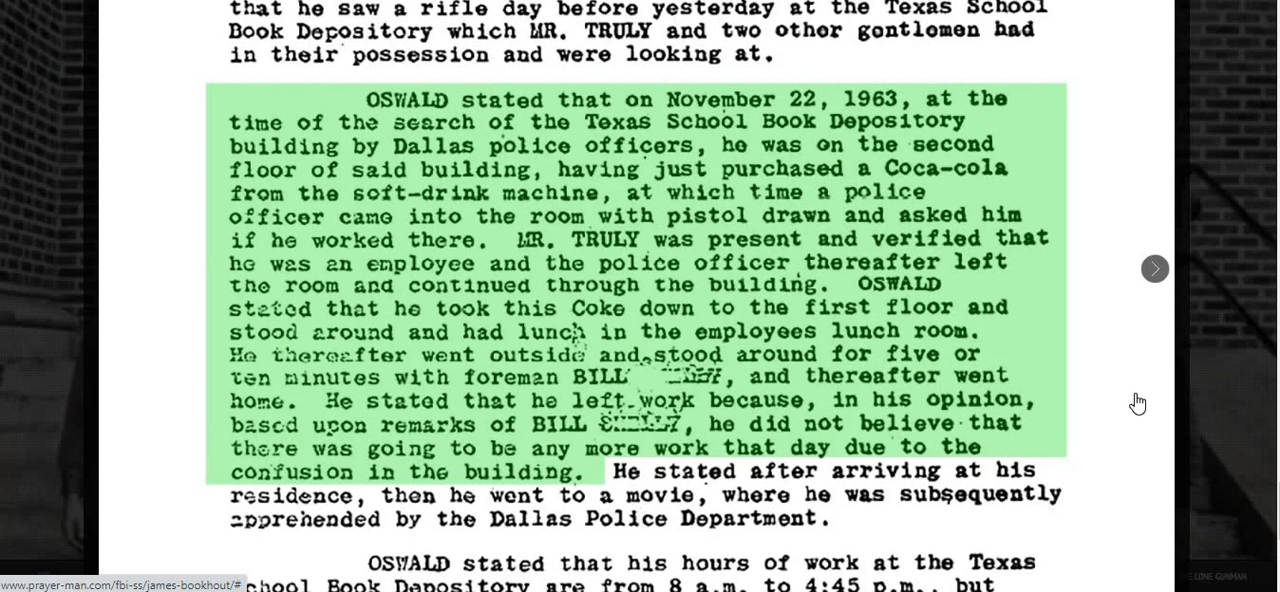 that he saw a rifle day before yesterday at the Texas School
Book Depository which MR. TRULY and two other gentlemen had
in their possession and were looking at.
OSWALD stated that on November 22, 1963, at the
time of the search of the Texas School Book Depository
building by Dallas police officers, he was on the second
floor of said building, having just purchased a Coca-cola
from the soft-drink machine, at which time a police
officer came into the room with pistol drawn and asked him
if he worked there. MR. TRULY was present and verified that
he was an employee and the police officer thereafter left
the room and continued through the building. OSWALD
stated that he took this Coke down to the first floor and
stood around and had lunch in the employees lunch room.
He thereafter went outside and stood around for five or
ten minutes with foreman BILL , and thereafter went
home. He stated that he left work because, in his opinion,
based upon remarks of BILL , he did not believe that
there was going to be any more work that day due to the
confusion in the building. He stated after arriving at his
residence, then he went to a movie, where he was subsequently
apprehended by the Dallas Police Department.
OSWALD stated that his hours of work at the Texas
chool Book Depository are from 8 a.m. to 4:45 p.m., but
www.prayer-man.com/fbi-ss/james-bookhout/#
E LONE GUNMAN